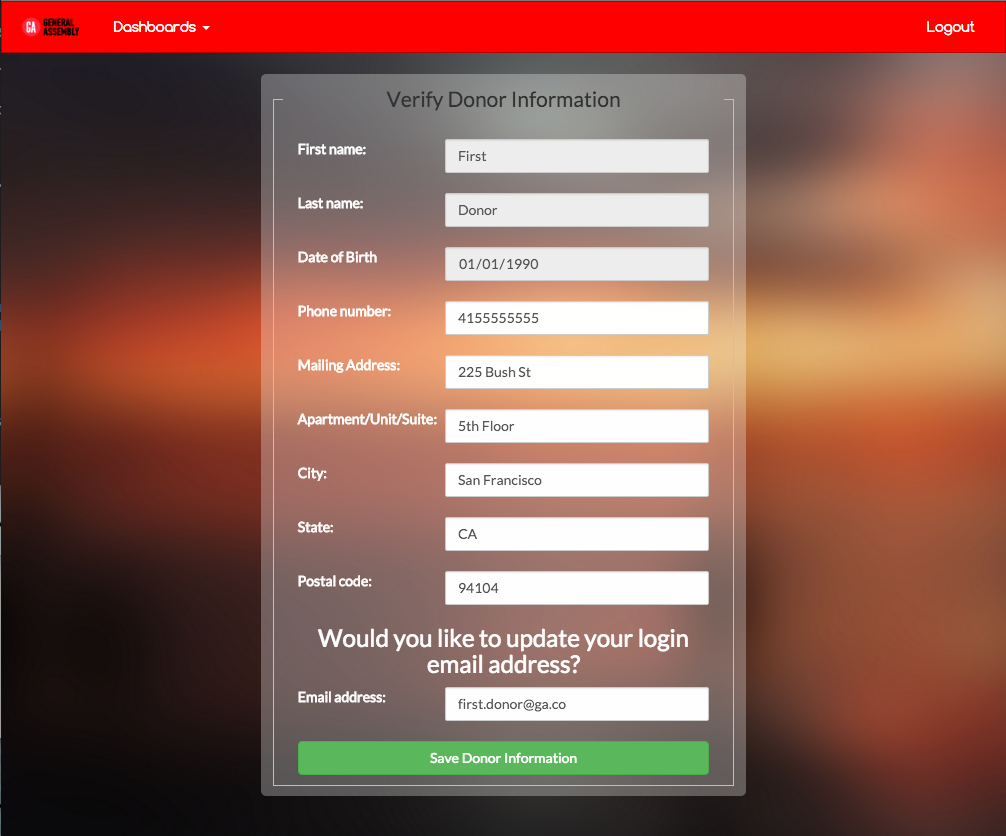 GA GENERAL ASSEMBLY
Dashboards
Logout
Verify Donor Information
First name:
First
Last name:
Donor
Date of Birth
01/01/1990
Phone number:
4155555555
Mailing Address:
225 Bush St
Apartment/Unit/Suite:
5th Floor
City:
San Francisco
State:
CA
Postal code:
94104
Would you like to update your login
email address?
Email address:
first.donor@ga.co
Save Donor Information